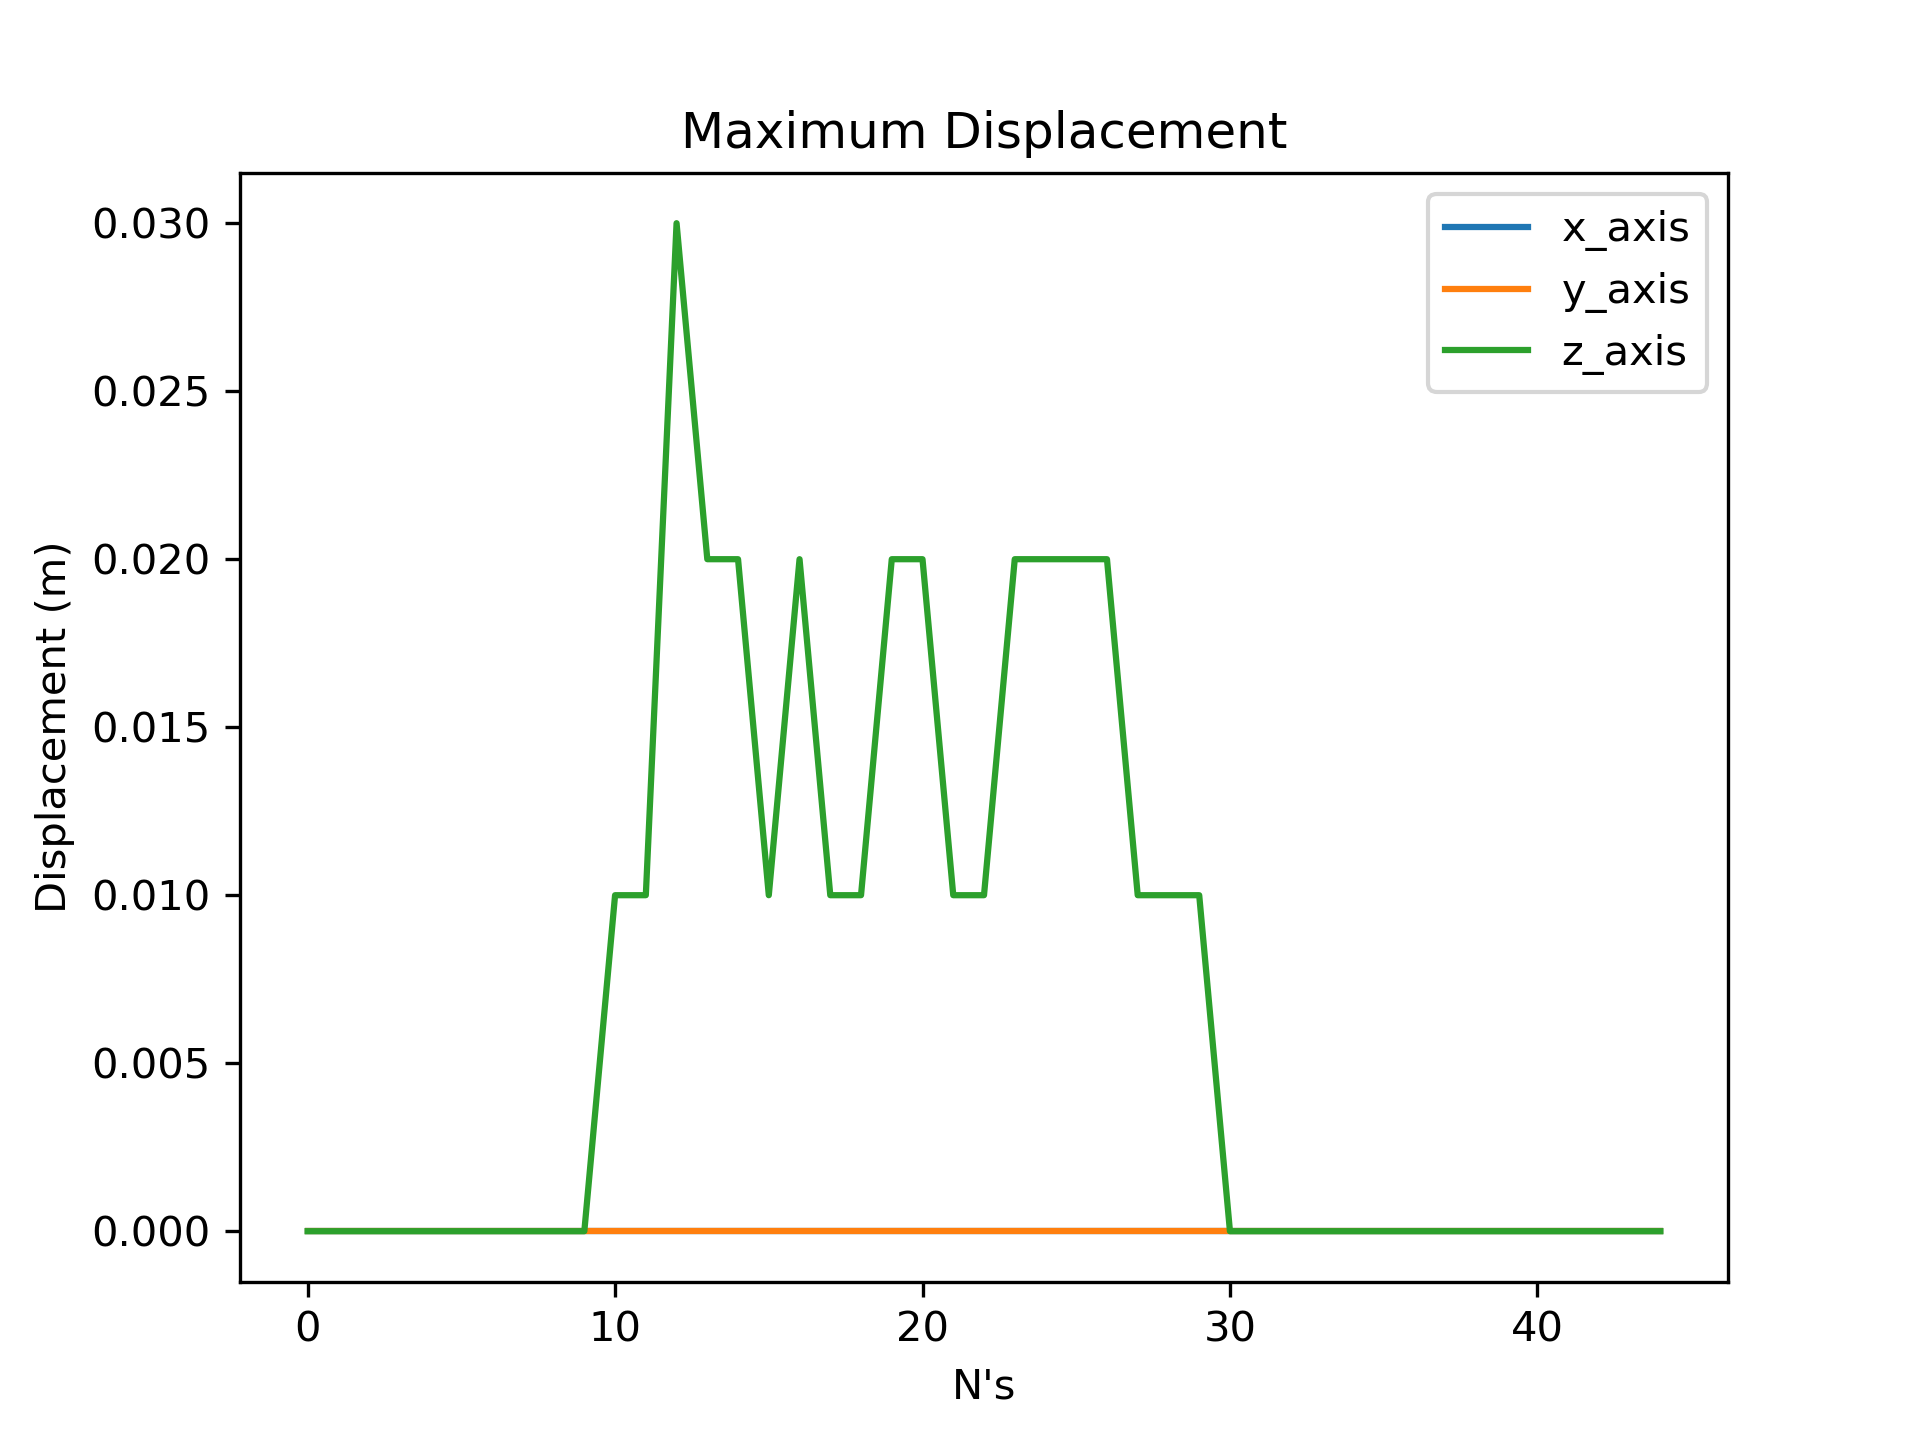 Maximum Displacement
x_axis
y_axis
z_axis
Displacement (m)
0.030
0.025
0.020
0.015
0.010
0.005
0.000
0 10 20 30 40
N's